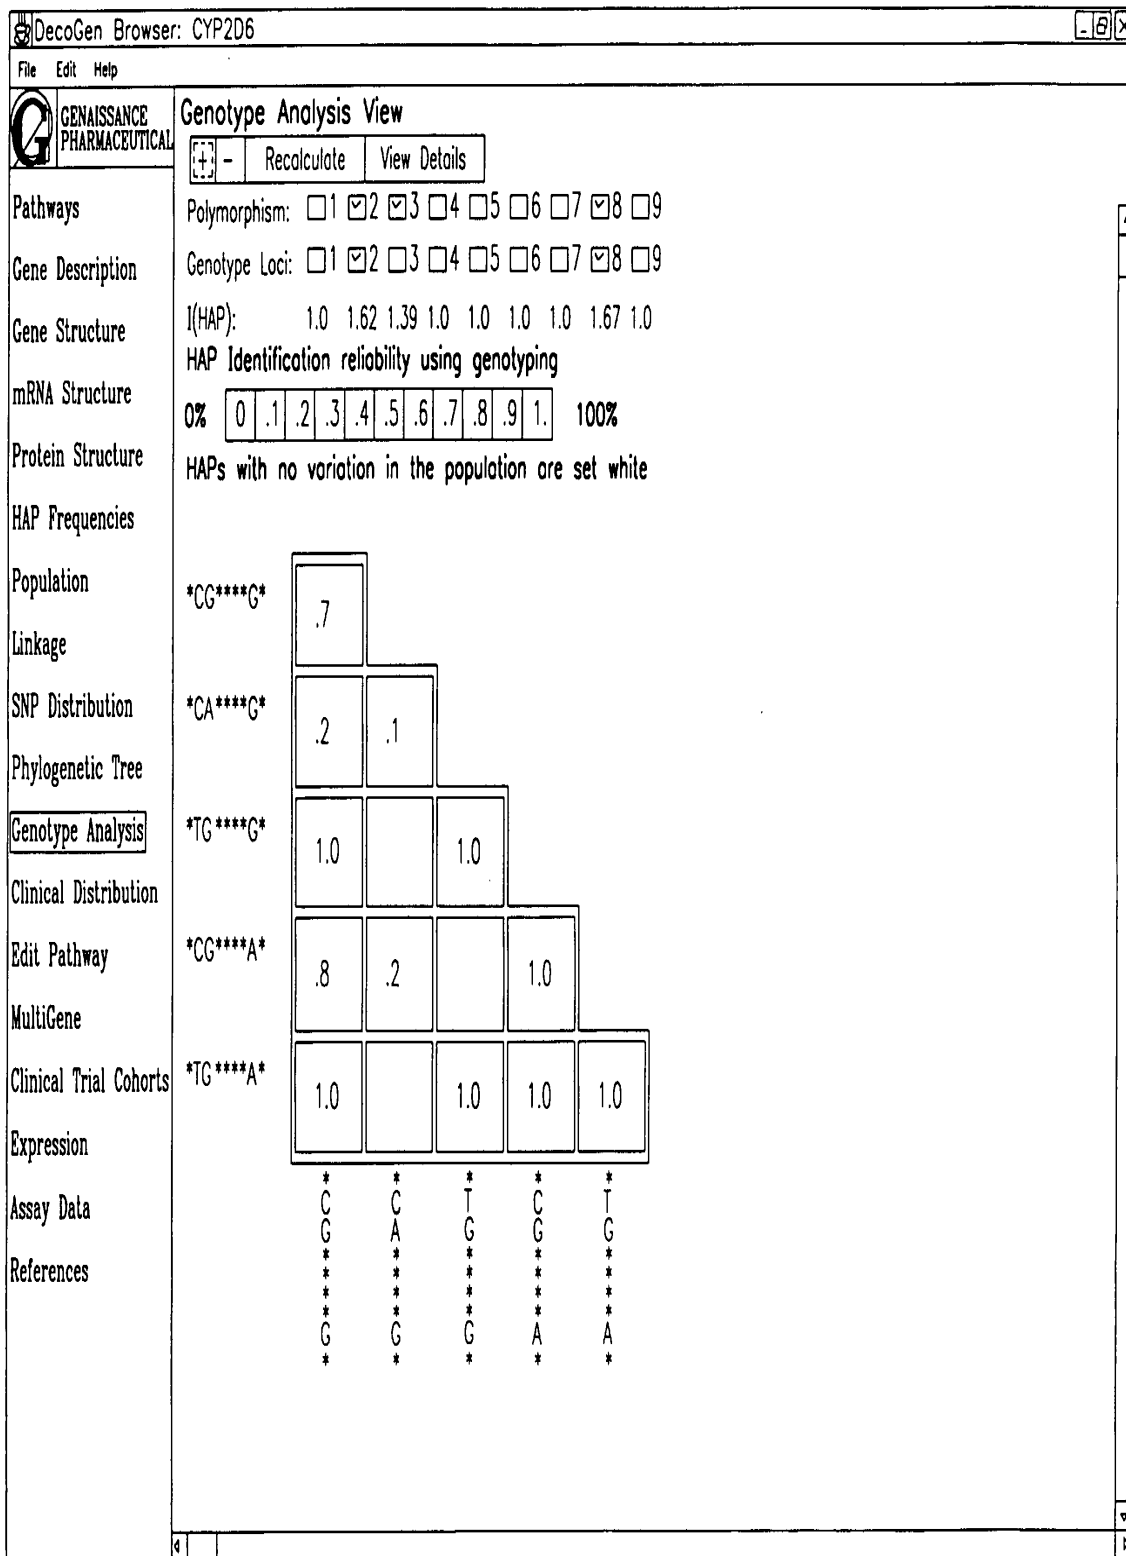 DecoGen Browser: CYP2D6
File Edit Help
GENAISSANCE
PHARMACEUTICAL
Pathways
Gene Description
Gene Structure
mRNA Structure
Protein Structure
HAP Frequencies
Population
Linkage
SNP Distribution
Phylogenetic Tree
Genotype Analysis
Clinical Distribution
Edit Pathway
MultiGene
Clinical Trial Cohorts
Expression
Assay Data
References
Genotype Analysis View
+ - Recalculate View Details
Polymorphism: 1 2 3 4 5 6 7 8 9
Genotype Loci: 1 2 3 4 5 6 7 8 9
I(HAP): 1.0 1.62 1.39 1.0 1.0 1.0 1.0 1.67 1.0
HAP Identification reliability using genotyping
0% 0 .1 .2 .3 .4 .5 .6 .7 .8 .9 1. 100%
HAPs with no variation in the population are set white
*CG****G* .7
*CA****G* .2 .1
*TG****G* 1.0 1.0
*CG****A* .8 .2 1.0
*TG****A* 1.0 1.0 1.0 1.0
*CG****G* *CA****G* *TG****G* *CG****A* *TG****A*